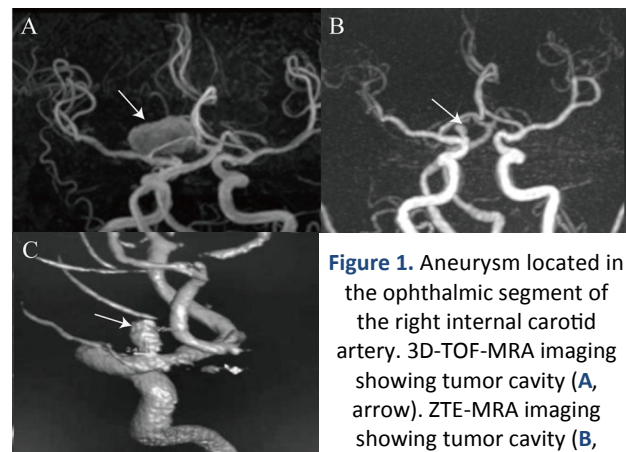 A
B
C
Figure 1. Aneurysm located in
the ophthalmic segment of
the right internal carotid
artery. 3D-TOF-MRA imaging
showing tumor cavity (A,
arrow). ZTE-MRA imaging
showing tumor cavity (B,